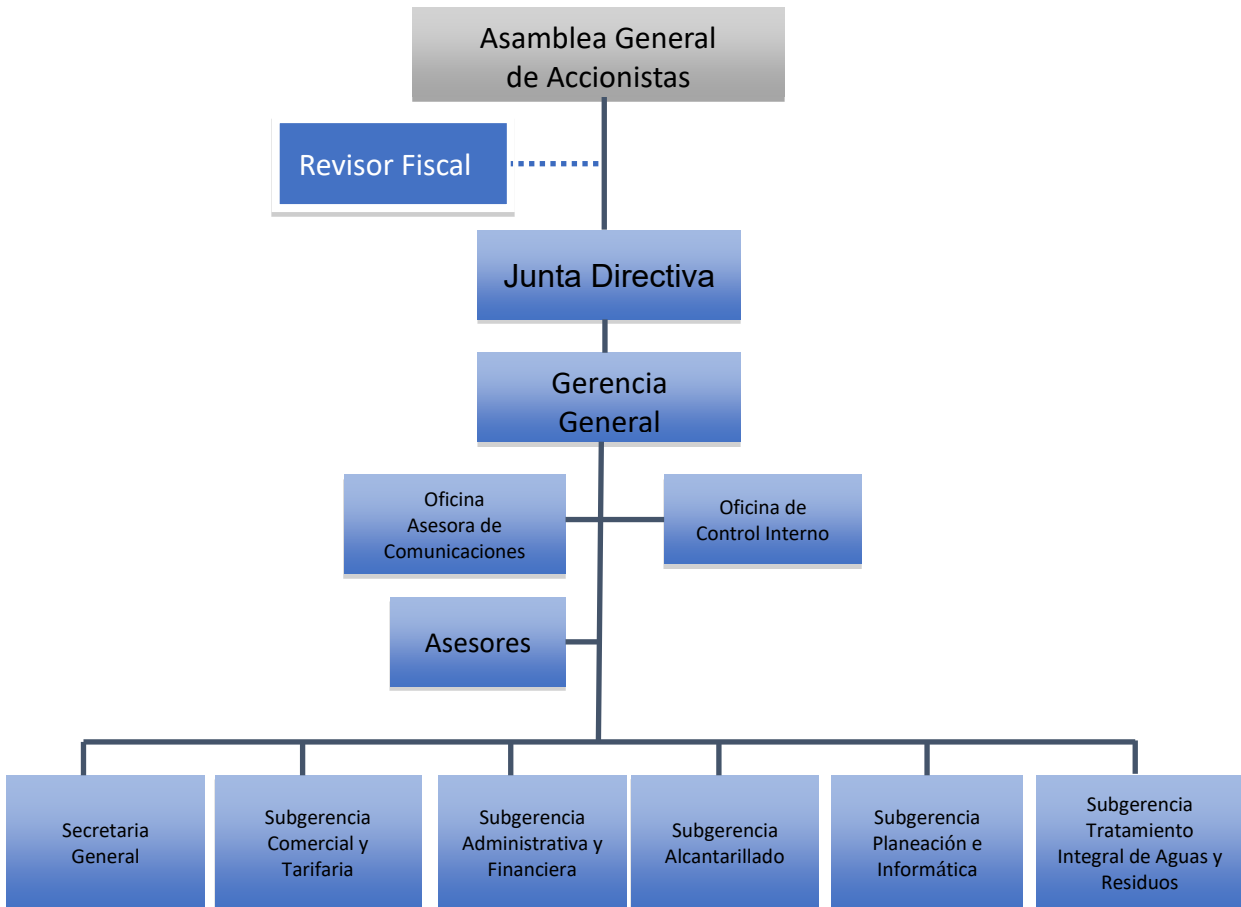 Asamblea General
de Accionistas
Revisor Fiscal
Junta Directiva
Gerencia
General
Oficina
Asesora de
Comunicaciones
Oficina de
Control Interno
Asesores
Secretaria
General
Subgerencia
Comercial y
Tarifaria
Subgerencia
Administrativa y
Financiera
Subgerencia
Alcantarillado
Subgerencia
Planeación e
Informática
Subgerencia
Tratamiento
Integral de Aguas y
Residuos